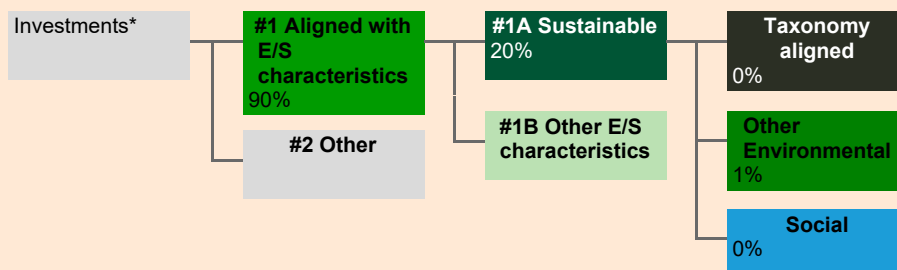 Investments*
#1 Aligned with
E/S
characteristics
90%
#2 Other
#1A Sustainable
20%
#1B Other E/S
characteristics
Taxonomy
aligned
0%
Other
Environmental
1%
Social
0%